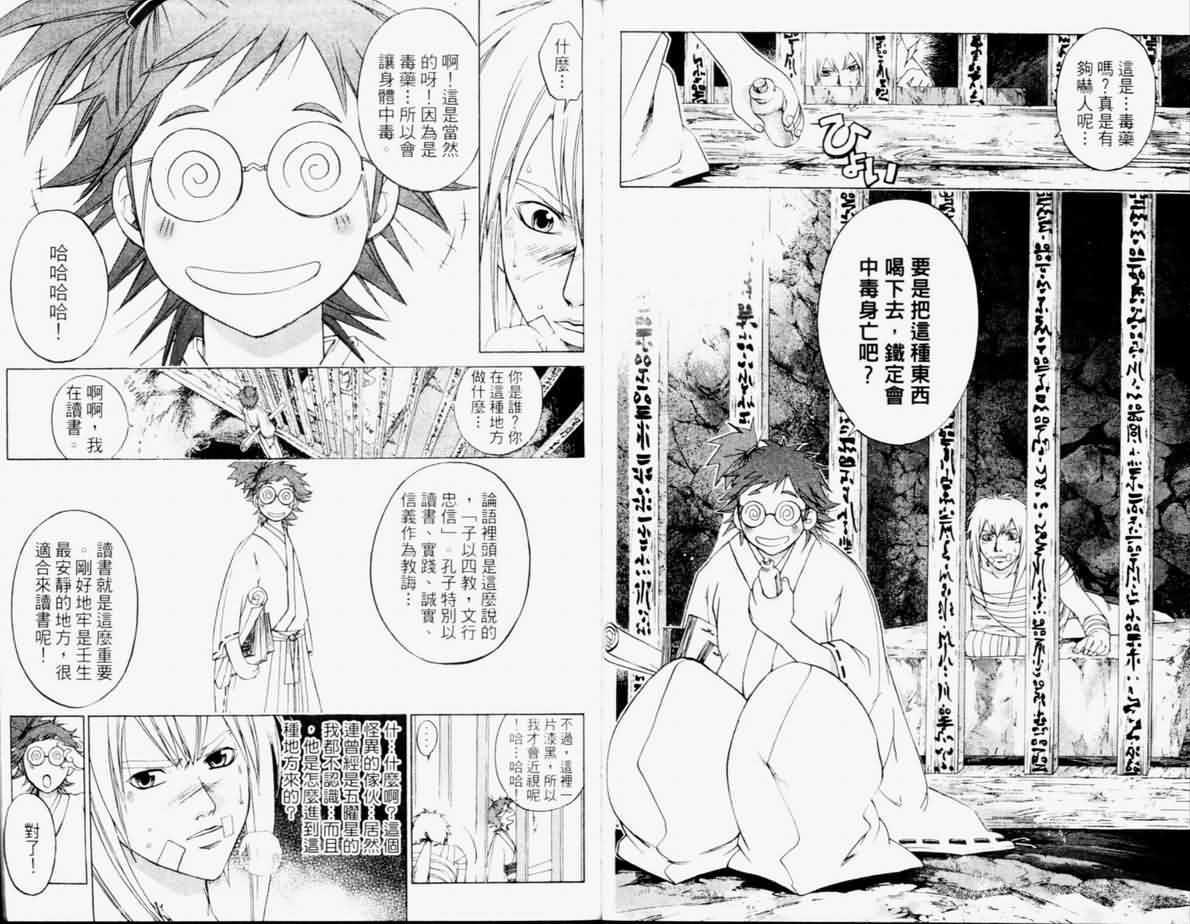 這是…毒藥
嗎？真是有
夠嚇人呢…
ひょい
要是把這種東西
喝下去，鐵定會
中毒身亡吧？
什麼…
啊！這是當然
的呀！因為是
毒藥…所以會
讓身體中毒。
哈哈哈哈！
你是誰？你
在這種地方
做什麼…
啊啊，我
在讀書。
論語裡頭是這麼說的
，「子以四教，文行
忠信」。孔子特別以
讀書、實踐、誠實、
信義作為教誨…
讀書就是這麼重要
。剛好地牢是壬生
最安靜的地方，很
適合來讀書呢！
不過，這裡一
片漆黑，所以
我才會近視呢
！哈…哈哈！
…
什…什麼啊？這個
怪異的傢伙…居然
連曾經是五曜星的
我都不認識…而且
，他是怎麼進到這
種地方來的？
對了！